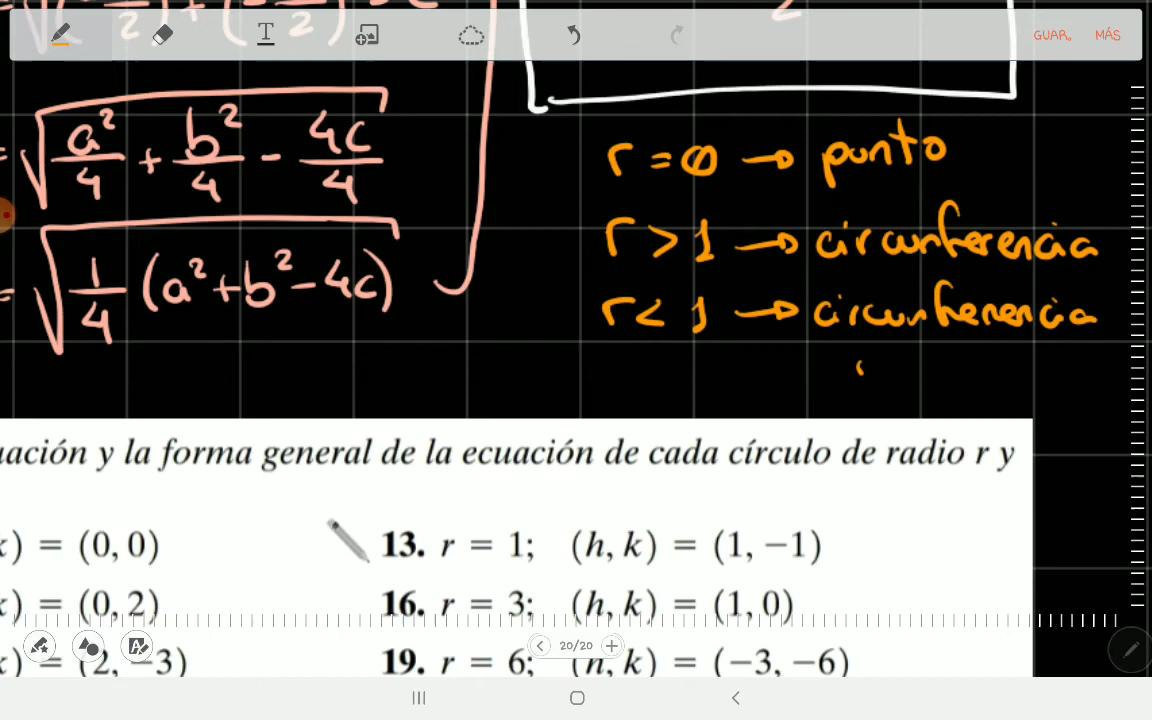 GUAR. MÁS
= √(a²/4 + b²/4 - 4c/4)
= √(1/4 (a²+b²-4c))
r = 0 → punto
r > 1 → circunferencia
r < 1 → circunferencia
uación y la forma general de la ecuación de cada círculo de radio r y
k) = (0, 0) 13. r = 1; (h, k) = (1, −1)
k) = (0, 2) 16. r = 3; (h, k) = (1, 0)
k) = (2, −3) 19. r = 6; (h, k) = (−3, −6)
20/20